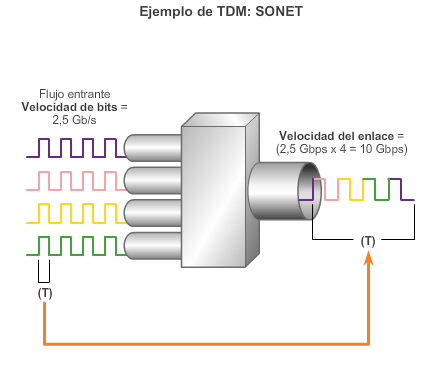 Ejemplo de TDM: SONET
Flujo entrante
Velocidad de bits =
2,5 Gb/s
Velocidad del enlace =
(2,5 Gbps x 4 = 10 Gbps)
(T)
(T)